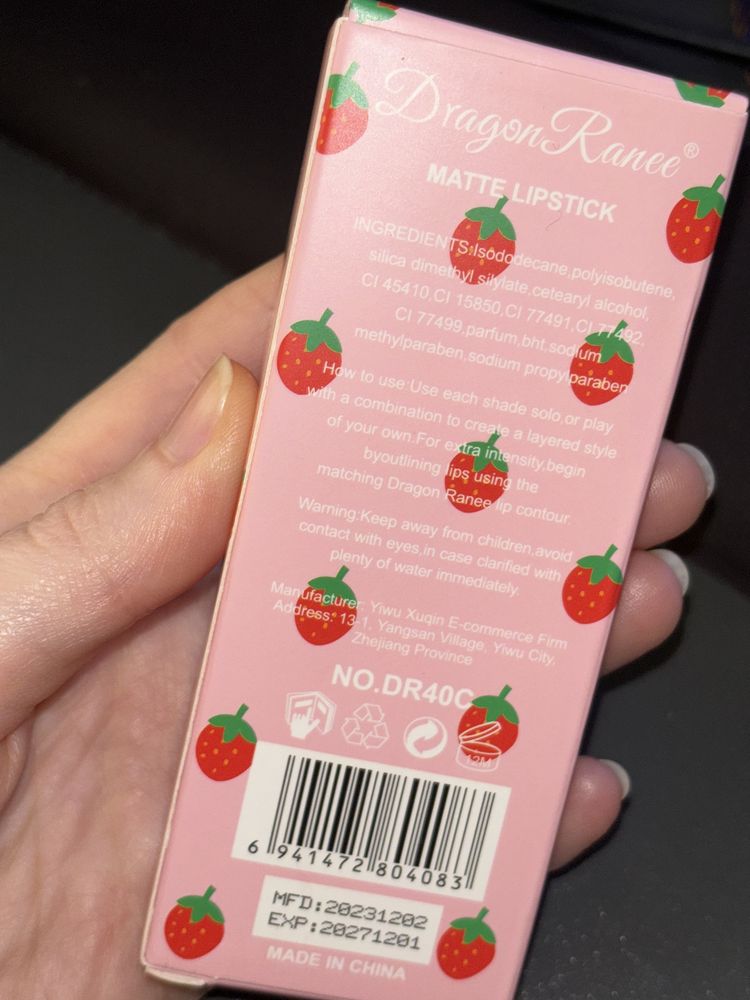 Dragon Ranee®
MATTE LIPSTICK
INGREDIENTS:Isododecane,polyisobutene,
silica dimethyl silylate.cetearyl alcohol,
CI 45410,CI 15850,CI 77491,CI 77492,
CI 77499,parfum,bht,sodium
methylparaben,sodium propylparaben
How to use:Use each shade solo,or play
with a combination to create a layered style
of your own.For extra intensity,begin
byoutlining lips using the
matching Dragon Ranee lip contour.
Warning:Keep away from children,avoid
contact with eyes,in case clarified with
plenty of water immediately.
Manufacturer: Yiwu Xuqin E-commerce Firm
Address: 13-1, Yangsan Village, Yiwu City,
Zhejiang Province
NO.DR40C
12M
6 941472 804083
MFD:20231202
EXP:20271201
MADE IN CHINA